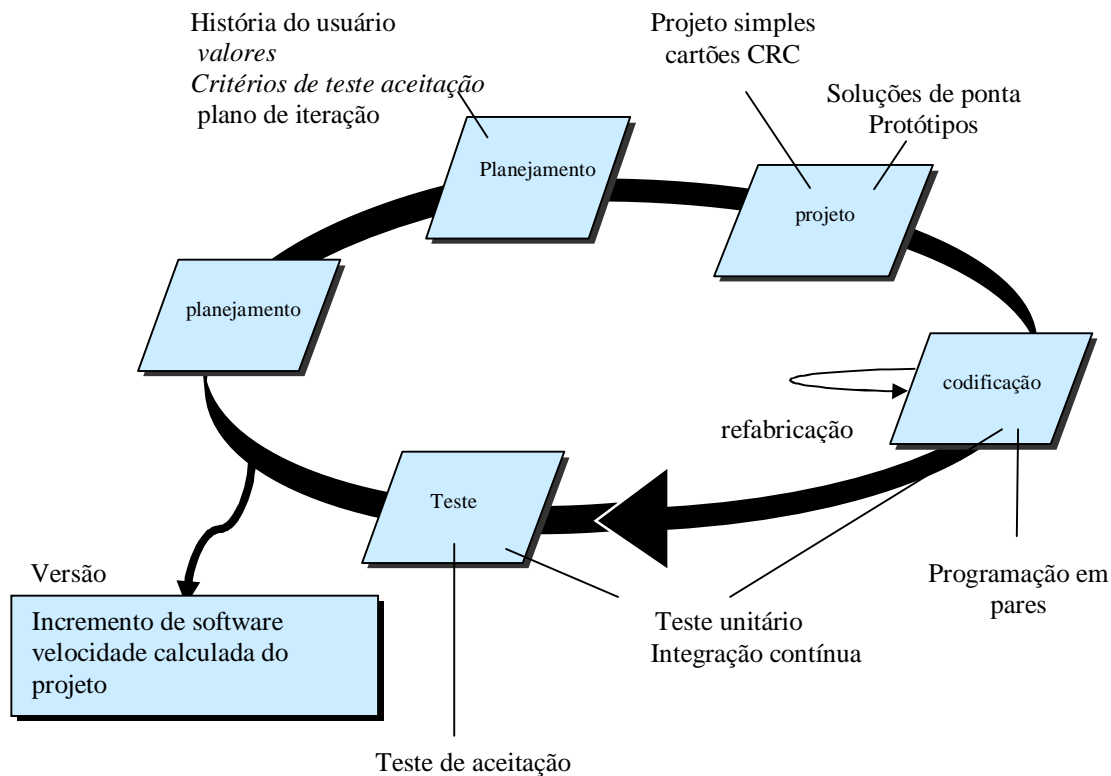 História do usuário
valores
Critérios de teste aceitação
plano de iteração
Projeto simples
cartões CRC
Soluções de ponta
Protótipos
Planejamento
projeto
planejamento
codificação
refabricação
Teste
Versão
Incremento de software
velocidade calculada do
projeto
Teste unitário
Integração contínua
Programação em
pares
Teste de aceitação